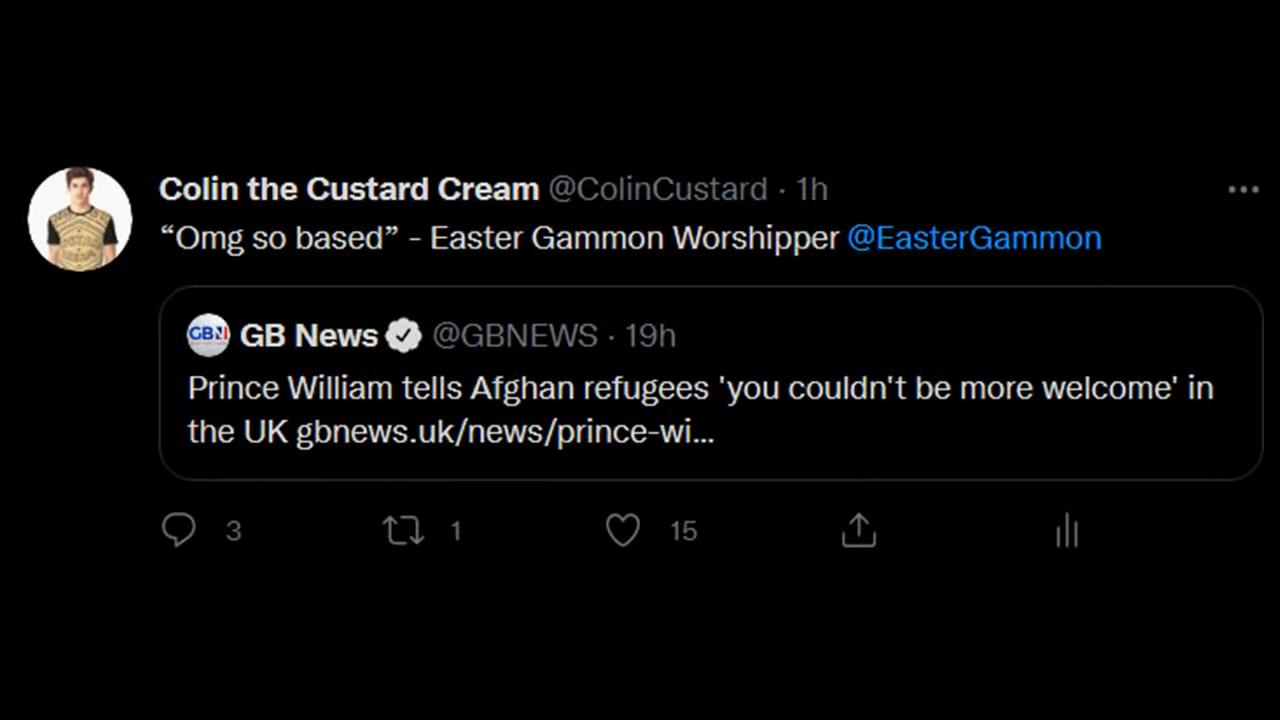 Colin the Custard Cream @ColinCustard · 1h
“Omg so based” - Easter Gammon Worshipper @EasterGammon
GBN GB News @GBNEWS · 19h
Prince William tells Afghan refugees 'you couldn't be more welcome' in
the UK gbnews.uk/news/prince-wi...
3 1 15